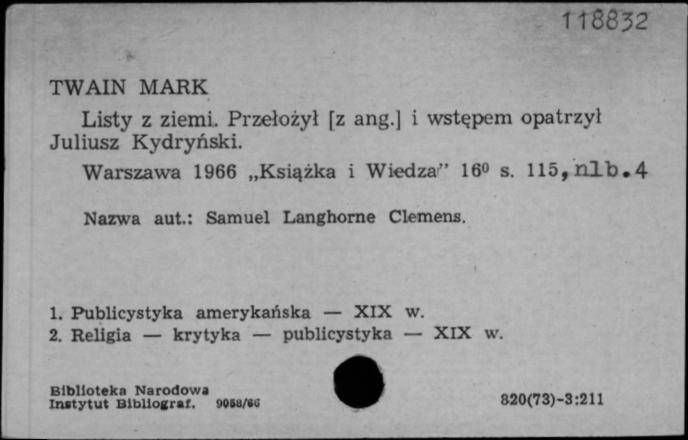 118832
TWAIN MARK
Listy z ziemi. Przełożył [z ang.] i wstępem opatrzył
Juliusz Kydryński.
Warszawa 1966 „Książka i Wiedza” 16⁰ s. 115, nlb. 4
Nazwa aut.: Samuel Langhorne Clemens.
1. Publicystyka amerykańska — XIX w.
2. Religia — krytyka — publicystyka — XIX w.
Biblioteka Narodowa
Instytut Bibliograf. 9058/66
820(73)-3:211